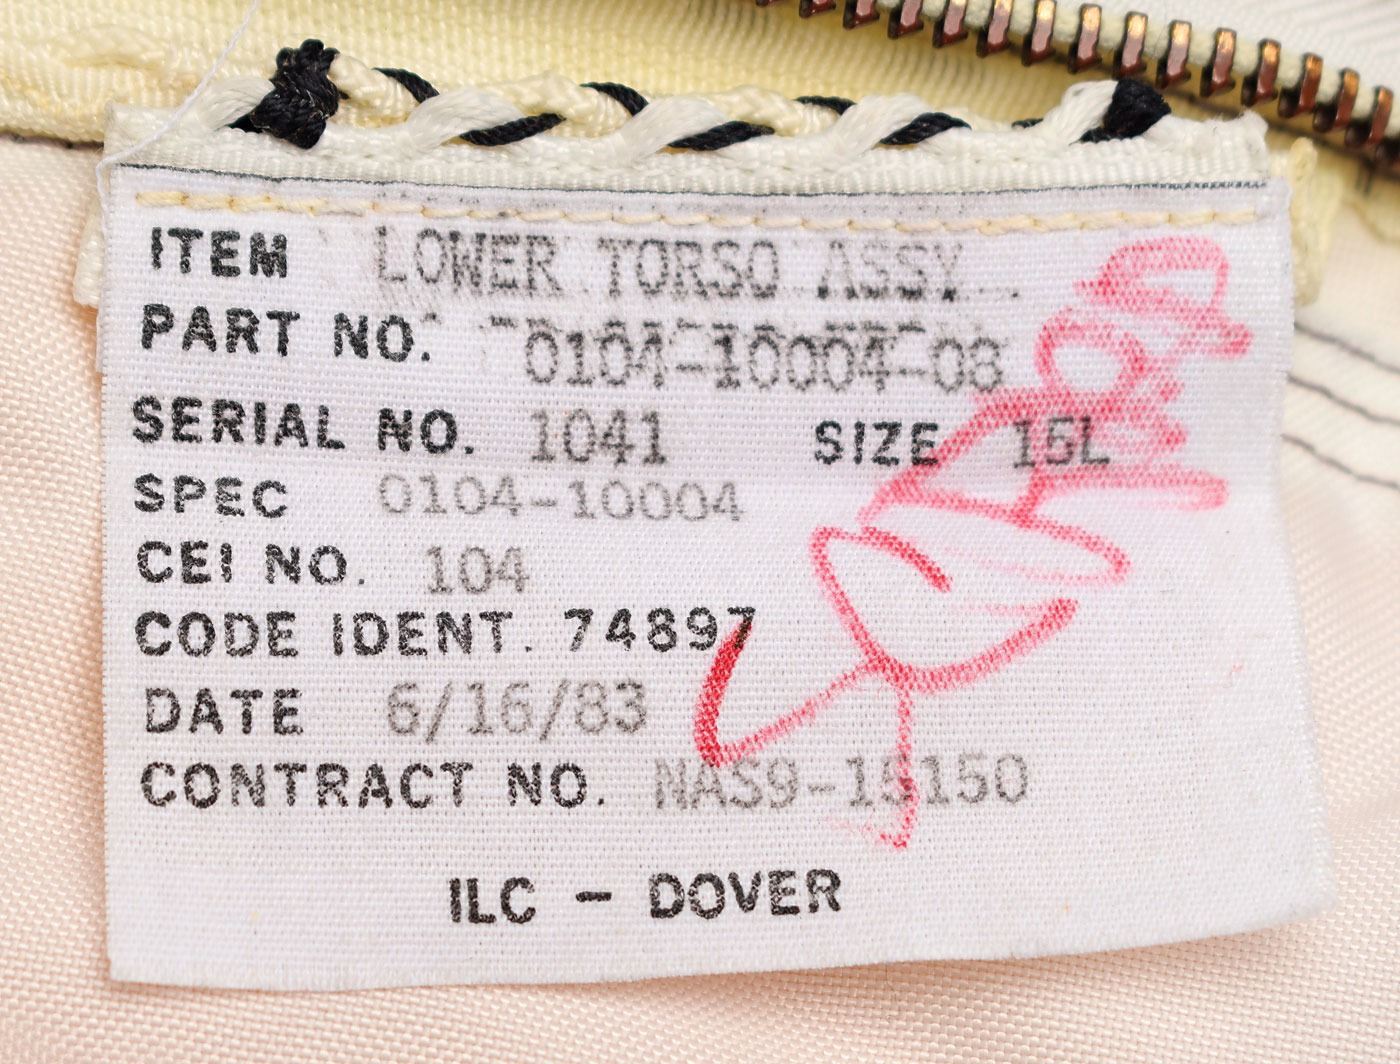 ITEM LOWER TORSO ASSY
PART NO. 0104-10004-08
SERIAL NO. 1041 SIZE 15L
SPEC 0104-10004
CEI NO. 104
CODE IDENT. 74897
DATE 6/16/83
CONTRACT NO. NAS9-15150
ILC - DOVER